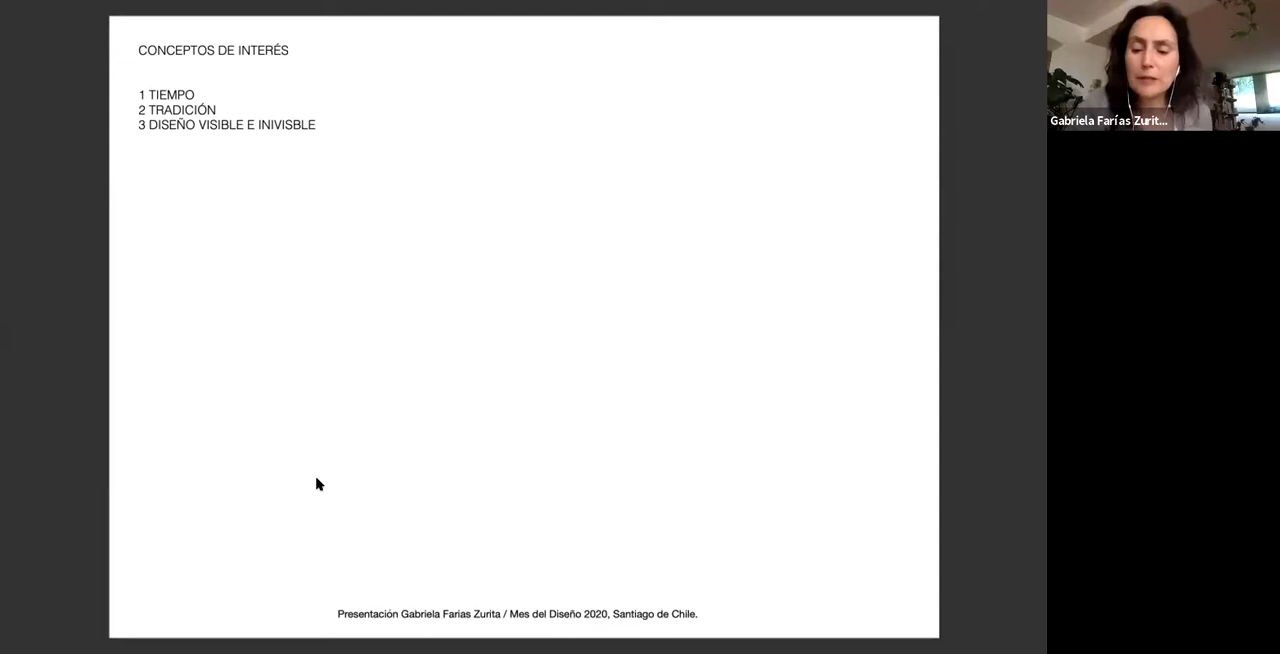 CONCEPTOS DE INTERÉS
1 TIEMPO
2 TRADICIÓN
3 DISEÑO VISIBLE E INIVISBLE
Presentación Gabriela Farias Zurita / Mes del Diseño 2020, Santiago de Chile.
Gabriela Farías Zurit...